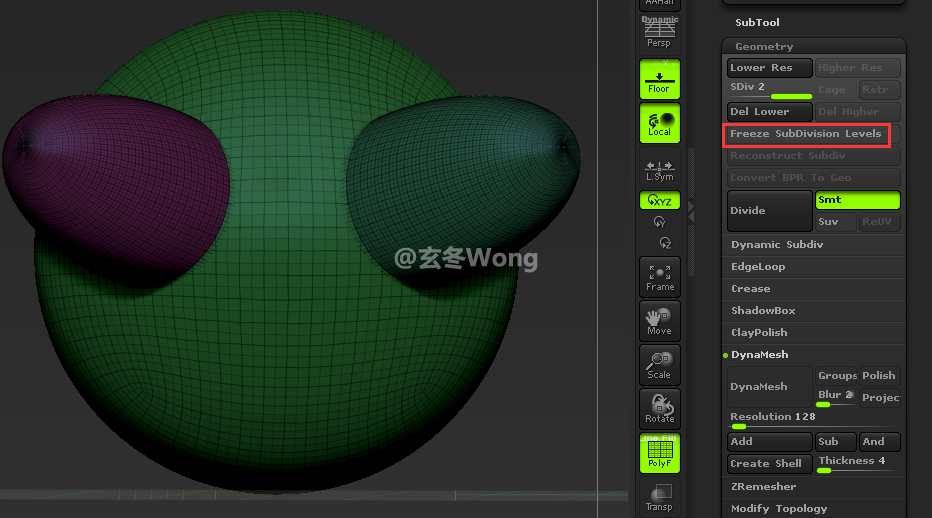 AAHalf
Dynamic
Persp
Floor
Local
L.Sym
XYZ
Y
Z
Frame
Move
Scale
Rotate
PolyF
Transp
@玄冬Wong
SubTool
Geometry
Lower Res Higher Res
SDiv 2 Cage Rstr
Del Lower Del Higher
Freeze SubDivision Levels
Reconstruct Subdiv
Convert BPR To Geo
Divide Smt
Suv ReUV
Dynamic Subdiv
EdgeLoop
Crease
ShadowBox
ClayPolish
DynaMesh
DynaMesh Groups Polish
Blur 2 Projec
Resolution 128
Add Sub And
Create Shell Thickness 4
ZRemesher
Modify Topology